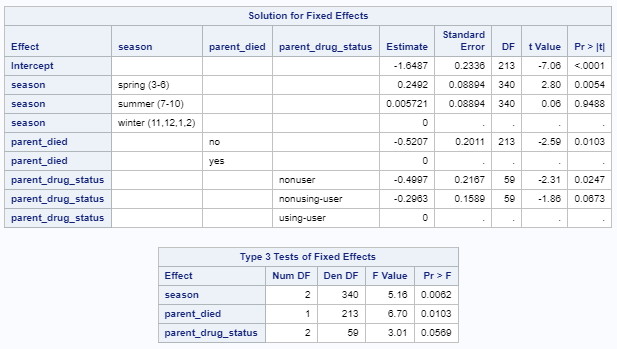 Solution for Fixed Effects
Effect season parent_died parent_drug_status Estimate Standard Error DF t Value Pr > |t|
Intercept -1.6487 0.2336 213 -7.06 <.0001
season spring (3-6) 0.2492 0.08894 340 2.80 0.0054
season summer (7-10) 0.005721 0.08894 340 0.06 0.9488
season winter (11,12,1,2) 0 . . . .
parent_died no -0.5207 0.2011 213 -2.59 0.0103
parent_died yes 0 . . . .
parent_drug_status nonuser -0.4997 0.2167 59 -2.31 0.0247
parent_drug_status nonusing-user -0.2963 0.1589 59 -1.86 0.0673
parent_drug_status using-user 0 . . . .
Type 3 Tests of Fixed Effects
Effect Num DF Den DF F Value Pr > F
season 2 340 5.16 0.0062
parent_died 1 213 6.70 0.0103
parent_drug_status 2 59 3.01 0.0569